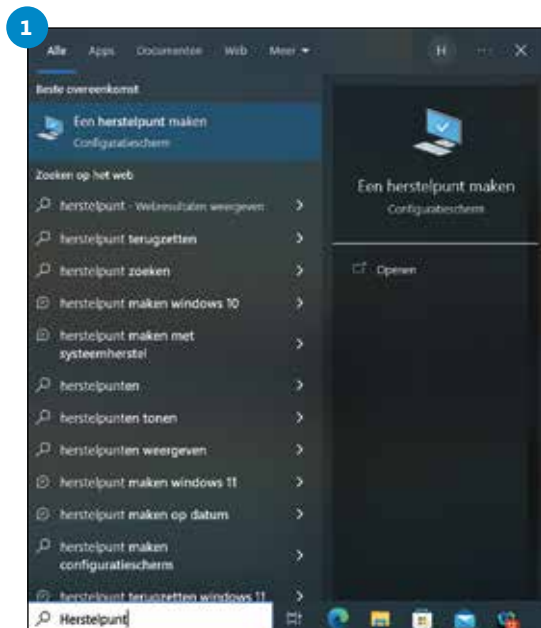 1
Alle Apps Documenten Web Meer
H ... X
Beste overeenkomst
Een herstelpunt maken
Configuratiescherm
Zoeken op het web
herstelpunt - Webresultaten weergeven
herstelpunt terugzetten
herstelpunt zoeken
herstelpunt maken windows 10
herstelpunt maken met
systeemherstel
herstelpunten
herstelpunten tonen
herstelpunten weergeven
herstelpunt maken windows 11
herstelpunt maken op datum
herstelpunt maken
configuratiescherm
herstelpunt terugzetten windows 11
Herstelpunt
Een herstelpunt maken
Configuratiescherm
Openen